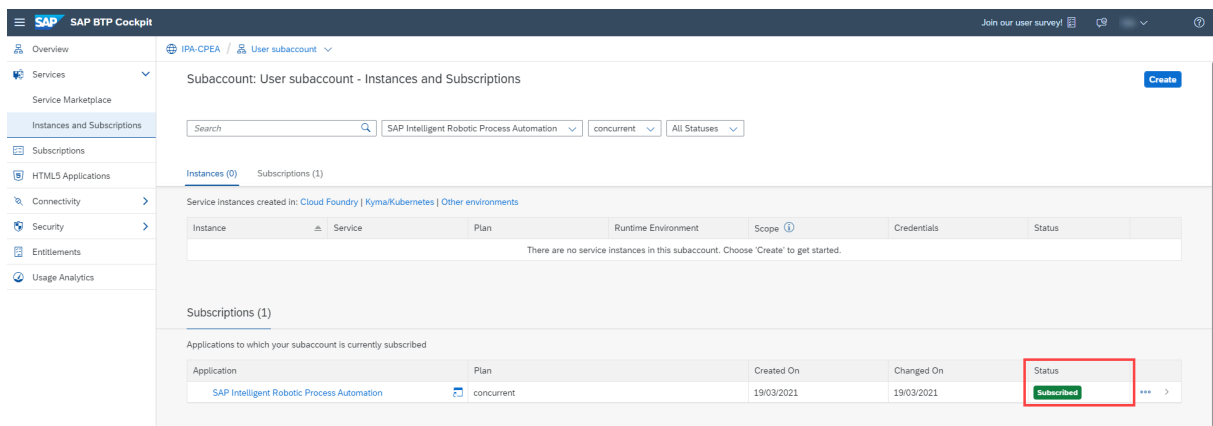 SAP SAP BTP Cockpit Join our user survey!
Overview
Services
Service Marketplace
Instances and Subscriptions
Subscriptions
HTML5 Applications
Connectivity
Security
Entitlements
Usage Analytics
IPA-CPEA / User subaccount
Subaccount: User subaccount - Instances and Subscriptions Create
Search SAP Intelligent Robotic Process Automation concurrent All Statuses
Instances (0) Subscriptions (1)
Service instances created in: Cloud Foundry | Kyma/Kubernetes | Other environments
Instance Service Plan Runtime Environment Scope Credentials Status
There are no service instances in this subaccount. Choose 'Create' to get started.
Subscriptions (1)
Applications to which your subaccount is currently subscribed
Application Plan Created On Changed On Status
SAP Intelligent Robotic Process Automation concurrent 19/03/2021 19/03/2021 Subscribed